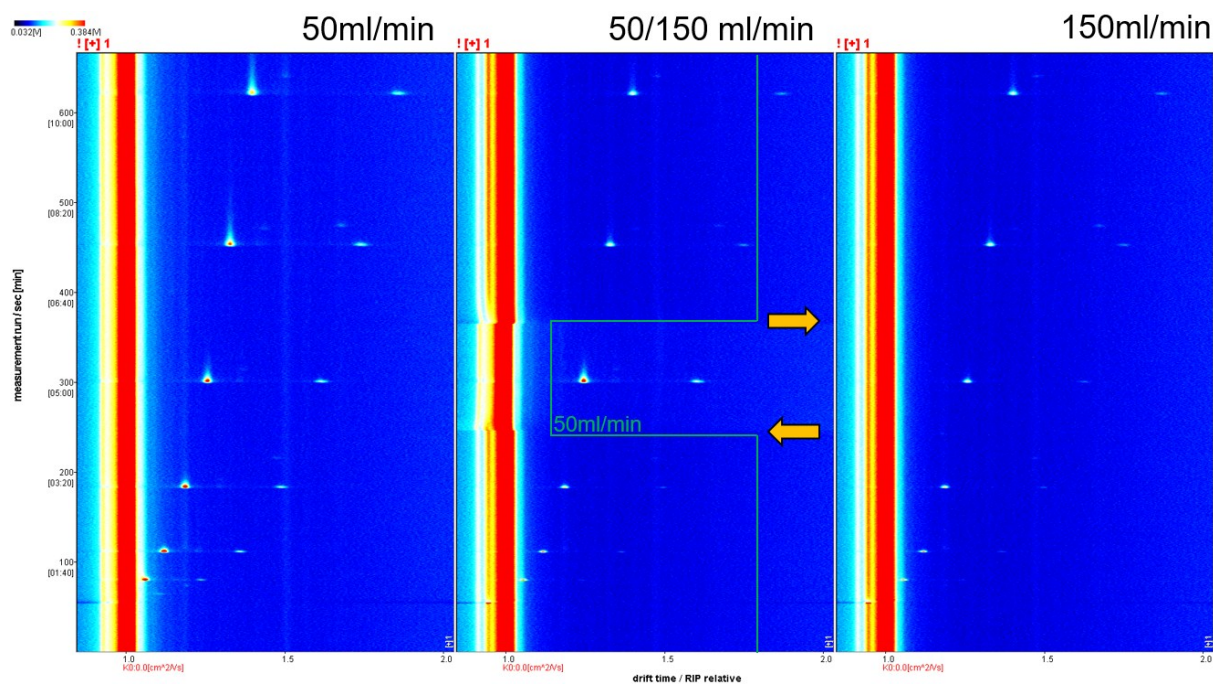 50ml/min
50/150 ml/min
150ml/min
0.032[V]
0.384[V]
! [+] 1
! [+] 1
! [+] 1
600
[10:00]
500
[08:20]
400
[06:40]
300
[05:00]
200
[03:20]
100
[01:40]
measurement run / sec [min]
50ml/min
[+]1
[+]1
[+]1
1.0
1.5
2.0
1.0
1.5
2.0
1.0
1.5
2.0
K0:0.0[cm^2/Vs]
K0:0.0[cm^2/Vs]
K0:0.0[cm^2/Vs]
drift time / RIP relative